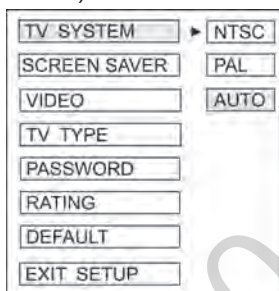 TV SYSTEM NTSC
SCREEN SAVER PAL
VIDEO AUTO
TV TYPE
PASSWORD
RATING
DEFAULT
EXIT SETUP